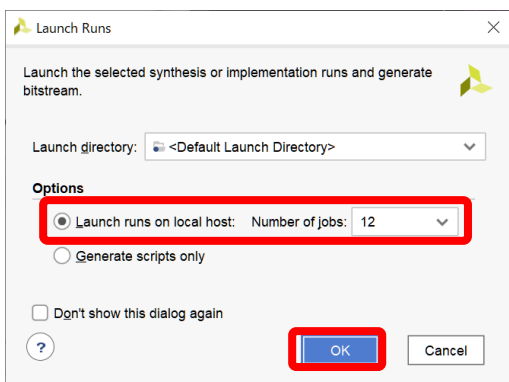 Launch Runs
Launch the selected synthesis or implementation runs and generate
bitstream.
Launch directory: <Default Launch Directory>
Options
Launch runs on local host: Number of jobs: 12
Generate scripts only
Don't show this dialog again
? OK Cancel